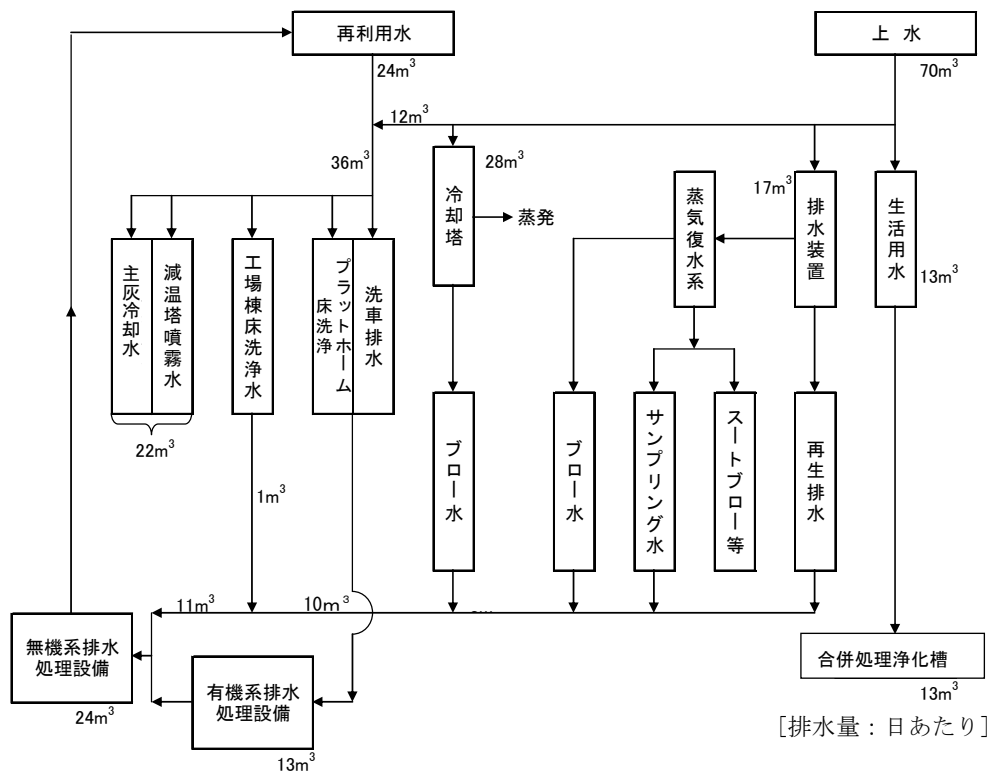 再利用水
上 水
24m³
70m³
12m³
36m³
28m³
17m³
13m³
冷却塔
蒸発
蒸気復水系
排水装置
生活用水
主灰冷却水
減温塔噴霧水
工場棟床洗浄水
プラットホーム
床洗浄
洗車排水
22m³
1m³
ブロー水
ブロー水
サンプリング水
スートブロー等
再生排水
11m³
10m³
無機系排水
処理設備
24m³
有機系排水
処理設備
13m³
合併処理浄化槽
13m³
[排水量：日あたり]